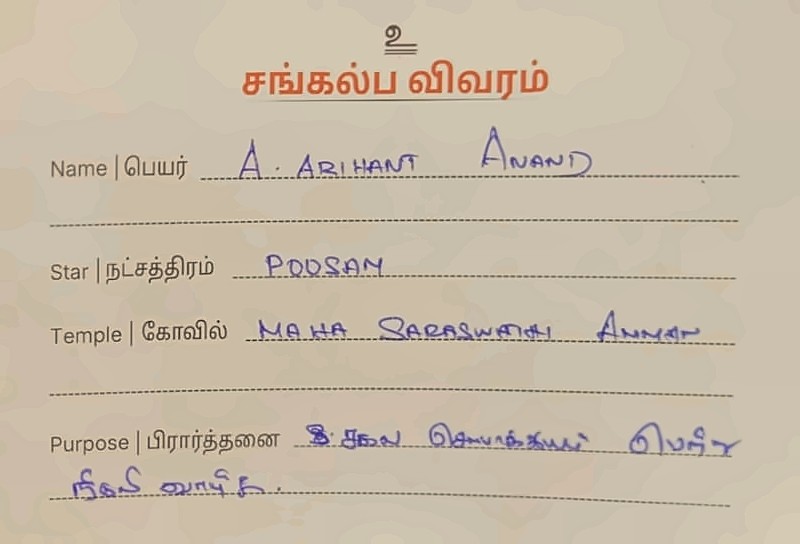 உ
சங்கல்ப விவரம்
Name | பெயர் A. ARIHANT ANAND
Star | நட்சத்திரம் POOSAM
Temple | கோவில் MAHA SARASWATHI AMMAN
Purpose | பிரார்த்தனை சகல பெற்று